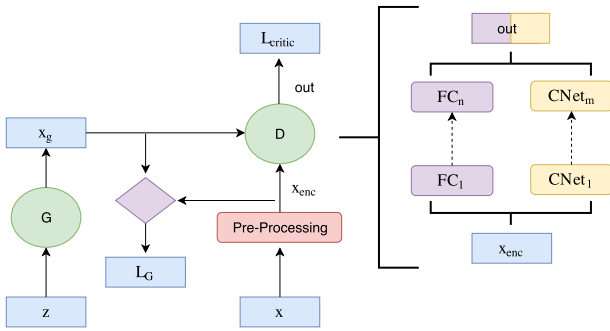 L_critic
out
x_g
D
x_enc
G
Pre-Processing
L_G
z
x
out
FC_n
CNet_m
FC_1
CNet_1
x_enc